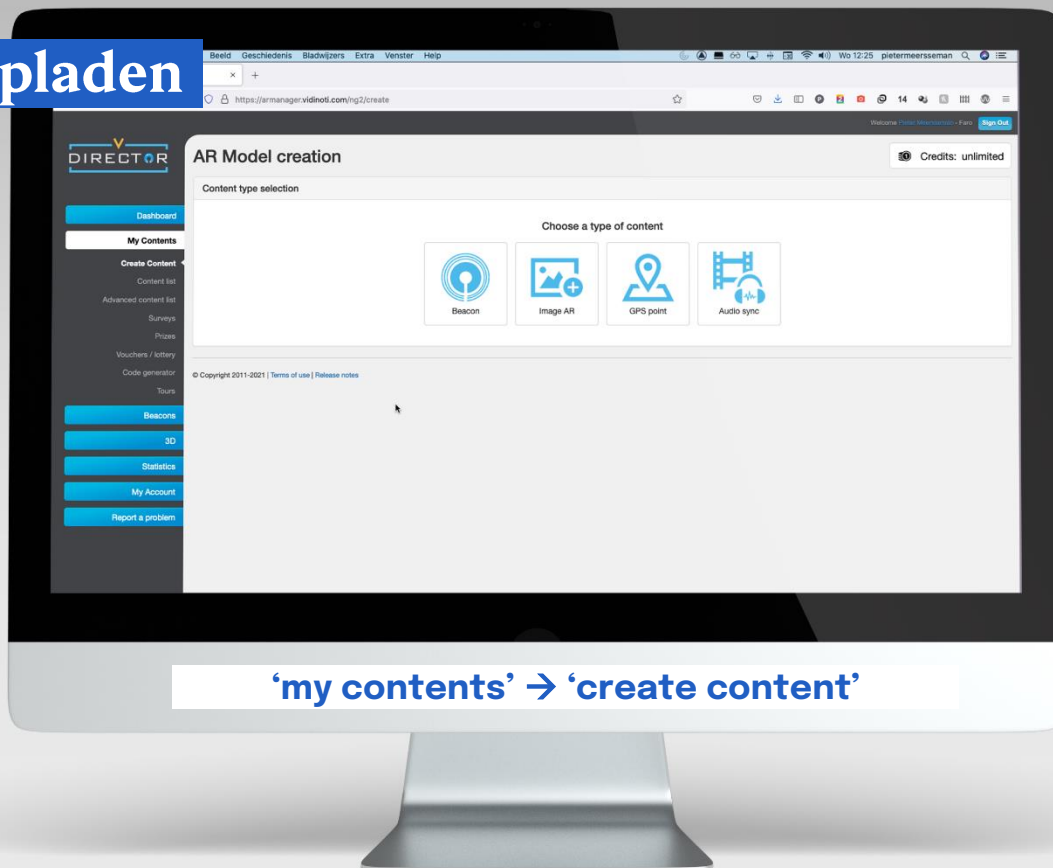 pladen
Beeld Geschiedenis Bladwijzers Extra Venster Help
Wo 12:25 pietermeersseman
https://armanager.vidinoti.com/ng2/create
14
Welcome - Faro Sign Out
V
DIRECTOR
AR Model creation
Credits: unlimited
Content type selection
Dashboard
My Contents
Create Content
Content list
Advanced content list
Surveys
Prizes
Vouchers / lottery
Code generator
Tours
Beacons
3D
Statistics
My Account
Report a problem
Choose a type of content
Beacon
Image AR
GPS point
Audio sync
© Copyright 2011-2021 | Terms of use | Release notes
‘my contents’ → ‘create content’